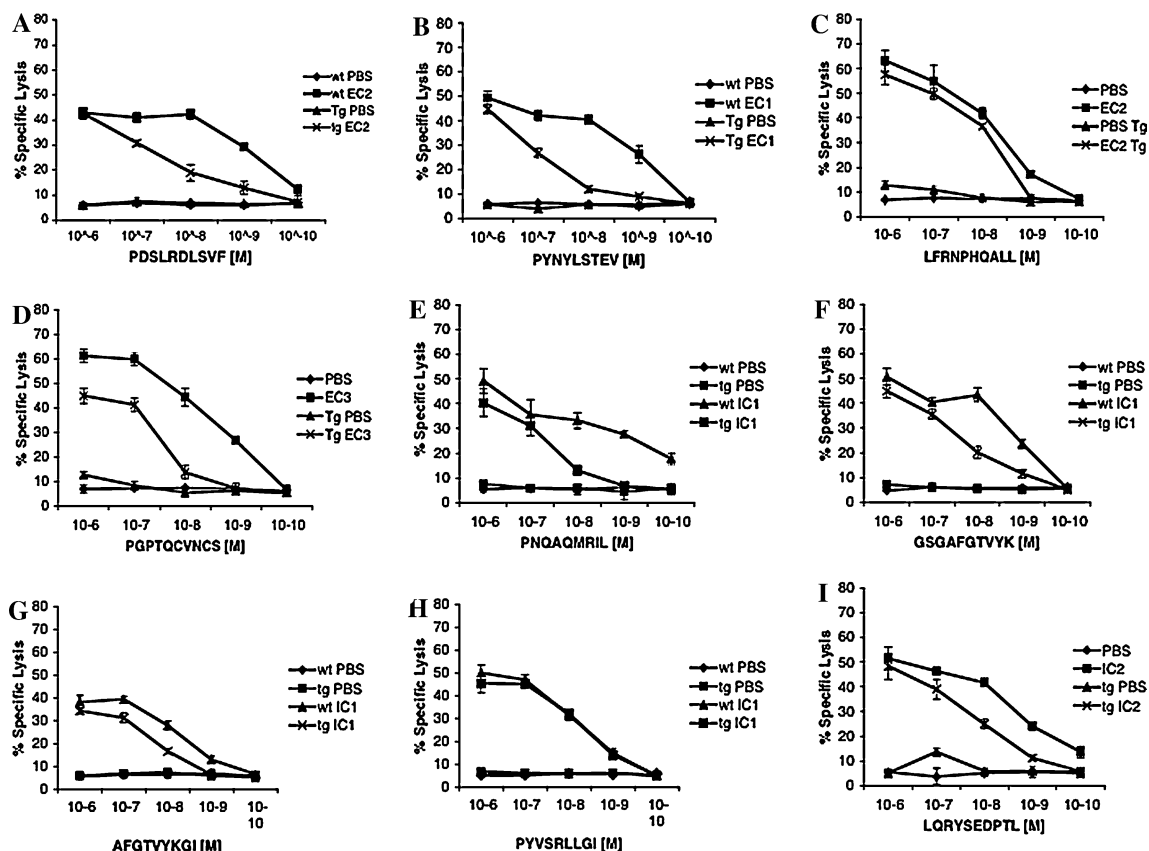 A
% Specific Lysis
80
70
60
50
40
30
20
10
0
10^-6 10^-7 10^-8 10^-9 10^-10
PDSLRDLSVF [M]
wt PBS
wt EC2
Tg PBS
tg EC2
B
% Specific Lysis
80
70
60
50
40
30
20
10
0
10^-6 10^-7 10^-8 10^-9 10^-10
PYNYLSTEV [M]
wt PBS
wt EC1
Tg PBS
Tg EC1
C
% Specific Lysis
80
70
60
50
40
30
20
10
0
10-6 10-7 10-8 10-9 10-10
LFRNPHQALL [M]
PBS
EC2
PBS Tg
EC2 Tg
D
% Specific Lysis
80
70
60
50
40
30
20
10
0
10-6 10-7 10-8 10-9 10-10
PGPTQCVNCS [M]
PBS
EC3
Tg PBS
Tg EC3
E
% Specific Lysis
80
70
60
50
40
30
20
10
0
10-6 10-7 10-8 10-9 10-10
PNQAQMRIL [M]
wt PBS
tg PBS
wt IC1
tg IC1
F
% Specific Lysis
80
70
60
50
40
30
20
10
0
10-6 10-7 10-8 10-9 10-10
GSGAFGTVYK [M]
wt PBS
tg PBS
wt IC1
tg IC1
G
% Specific Lysis
80
70
60
50
40
30
20
10
0
10-6 10-7 10-8 10-9 10-
10
AFGTVYKGI [M]
wt PBS
tg PBS
wt IC1
tg IC1
H
% Specific Lysis
80
70
60
50
40
30
20
10
0
10-6 10-7 10-8 10-9 10-
10
PYVSRLLGI [M]
wt PBS
tg PBS
wt IC1
tg IC1
I
% Specific Lysis
80
70
60
50
40
30
20
10
0
10-6 10-7 10-8 10-9 10-10
LQRYSEDPTL [M]
PBS
IC2
tg PBS
tg IC2